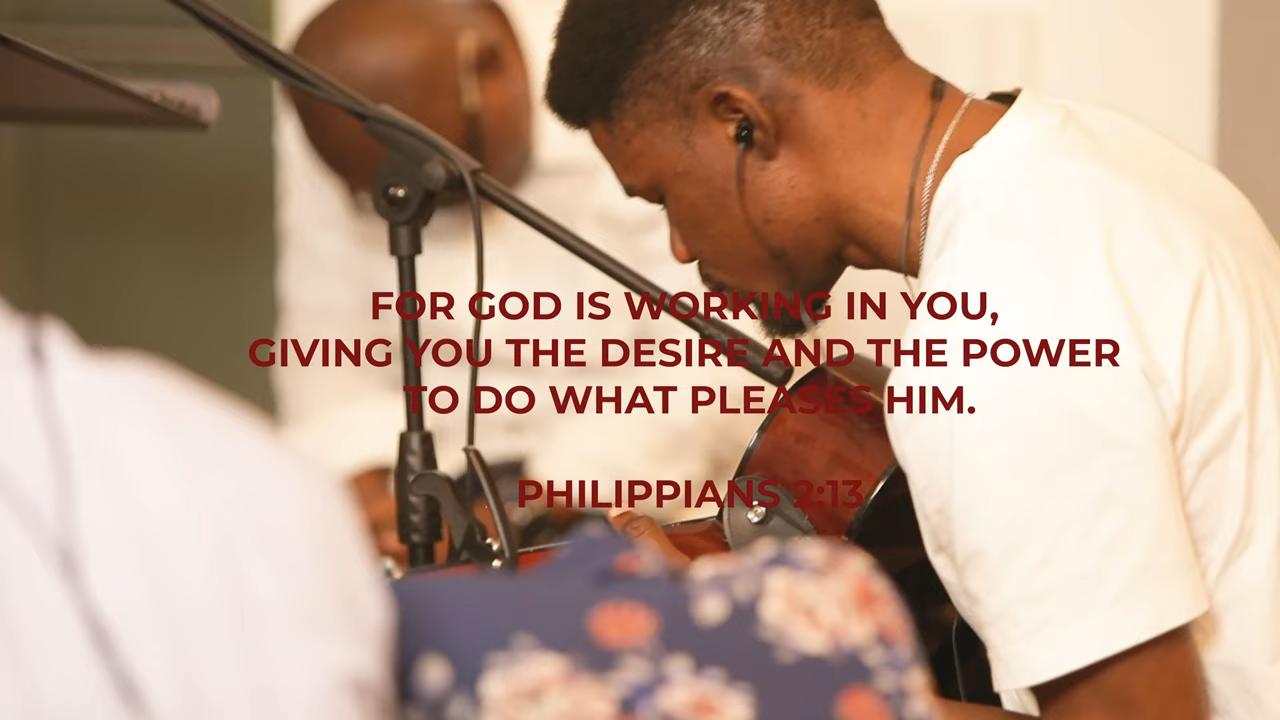 FOR GOD IS WORKING IN YOU,
GIVING YOU THE DESIRE AND THE POWER
TO DO WHAT PLEASES HIM.
PHILIPPIANS 2:13